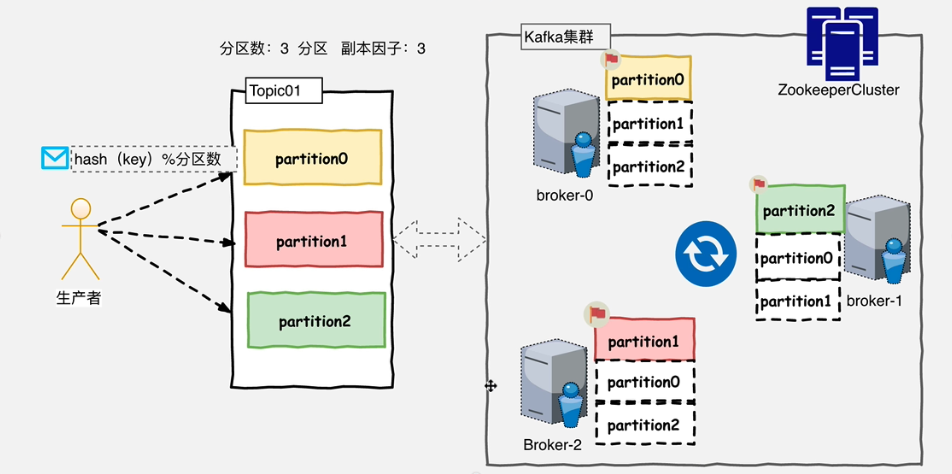 分区数：3 分区 副本因子：3
Topic01
hash（key）%分区数
partition0
partition1
partition2
生产者
Kafka集群
ZookeeperCluster
partition0
partition1
partition2
broker-0
partition2
partition0
partition1
broker-1
partition1
partition0
partition2
Broker-2